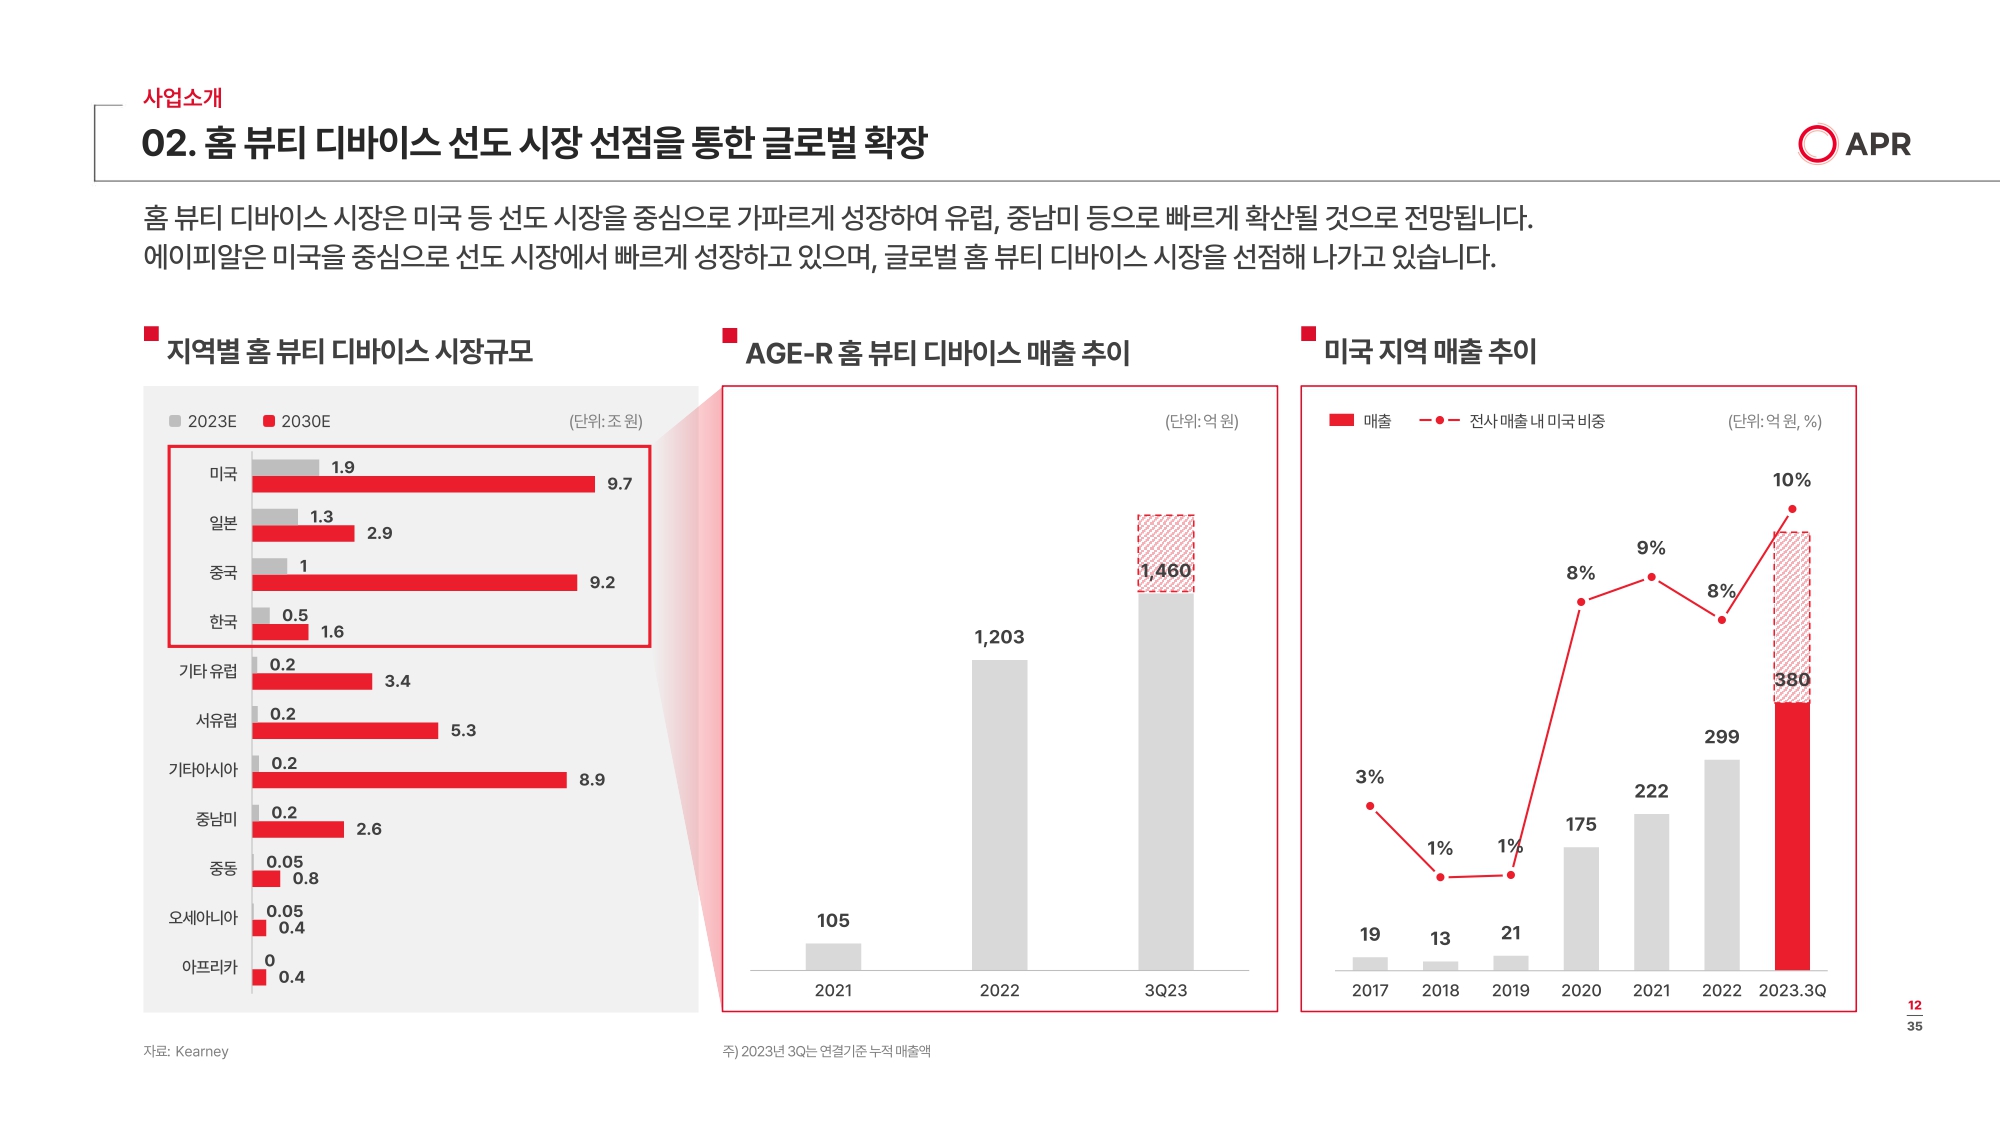 사업소개
02. 홈 뷰티 디바이스 선도 시장 선점을 통한 글로벌 확장
APR
홈 뷰티 디바이스 시장은 미국 등 선도 시장을 중심으로 가파르게 성장하여 유럽, 중남미 등으로 빠르게 확산될 것으로 전망됩니다.
에이피알은 미국을 중심으로 선도 시장에서 빠르게 성장하고 있으며, 글로벌 홈 뷰티 디바이스 시장을 선점해 나가고 있습니다.
지역별 홈 뷰티 디바이스 시장규모
2023E 2030E (단위: 조 원)
미국 1.9 9.7
일본 1.3 2.9
중국 1 9.2
한국 0.5 1.6
기타 유럽 0.2 3.4
서유럽 0.2 5.3
기타아시아 0.2 8.9
중남미 0.2 2.6
중동 0.05 0.8
오세아니아 0.05 0.4
아프리카 0 0.4
자료: Kearney
AGE-R 홈 뷰티 디바이스 매출 추이
(단위: 억 원)
105 1,203 1,460
2021 2022 3Q23
주) 2023년 3Q는 연결기준 누적 매출액
미국 지역 매출 추이
매출 전사 매출 내 미국 비중 (단위: 억 원, %)
3% 1% 1% 8% 9% 8% 10%
19 13 21 175 222 299 380
2017 2018 2019 2020 2021 2022 2023.3Q
12
35